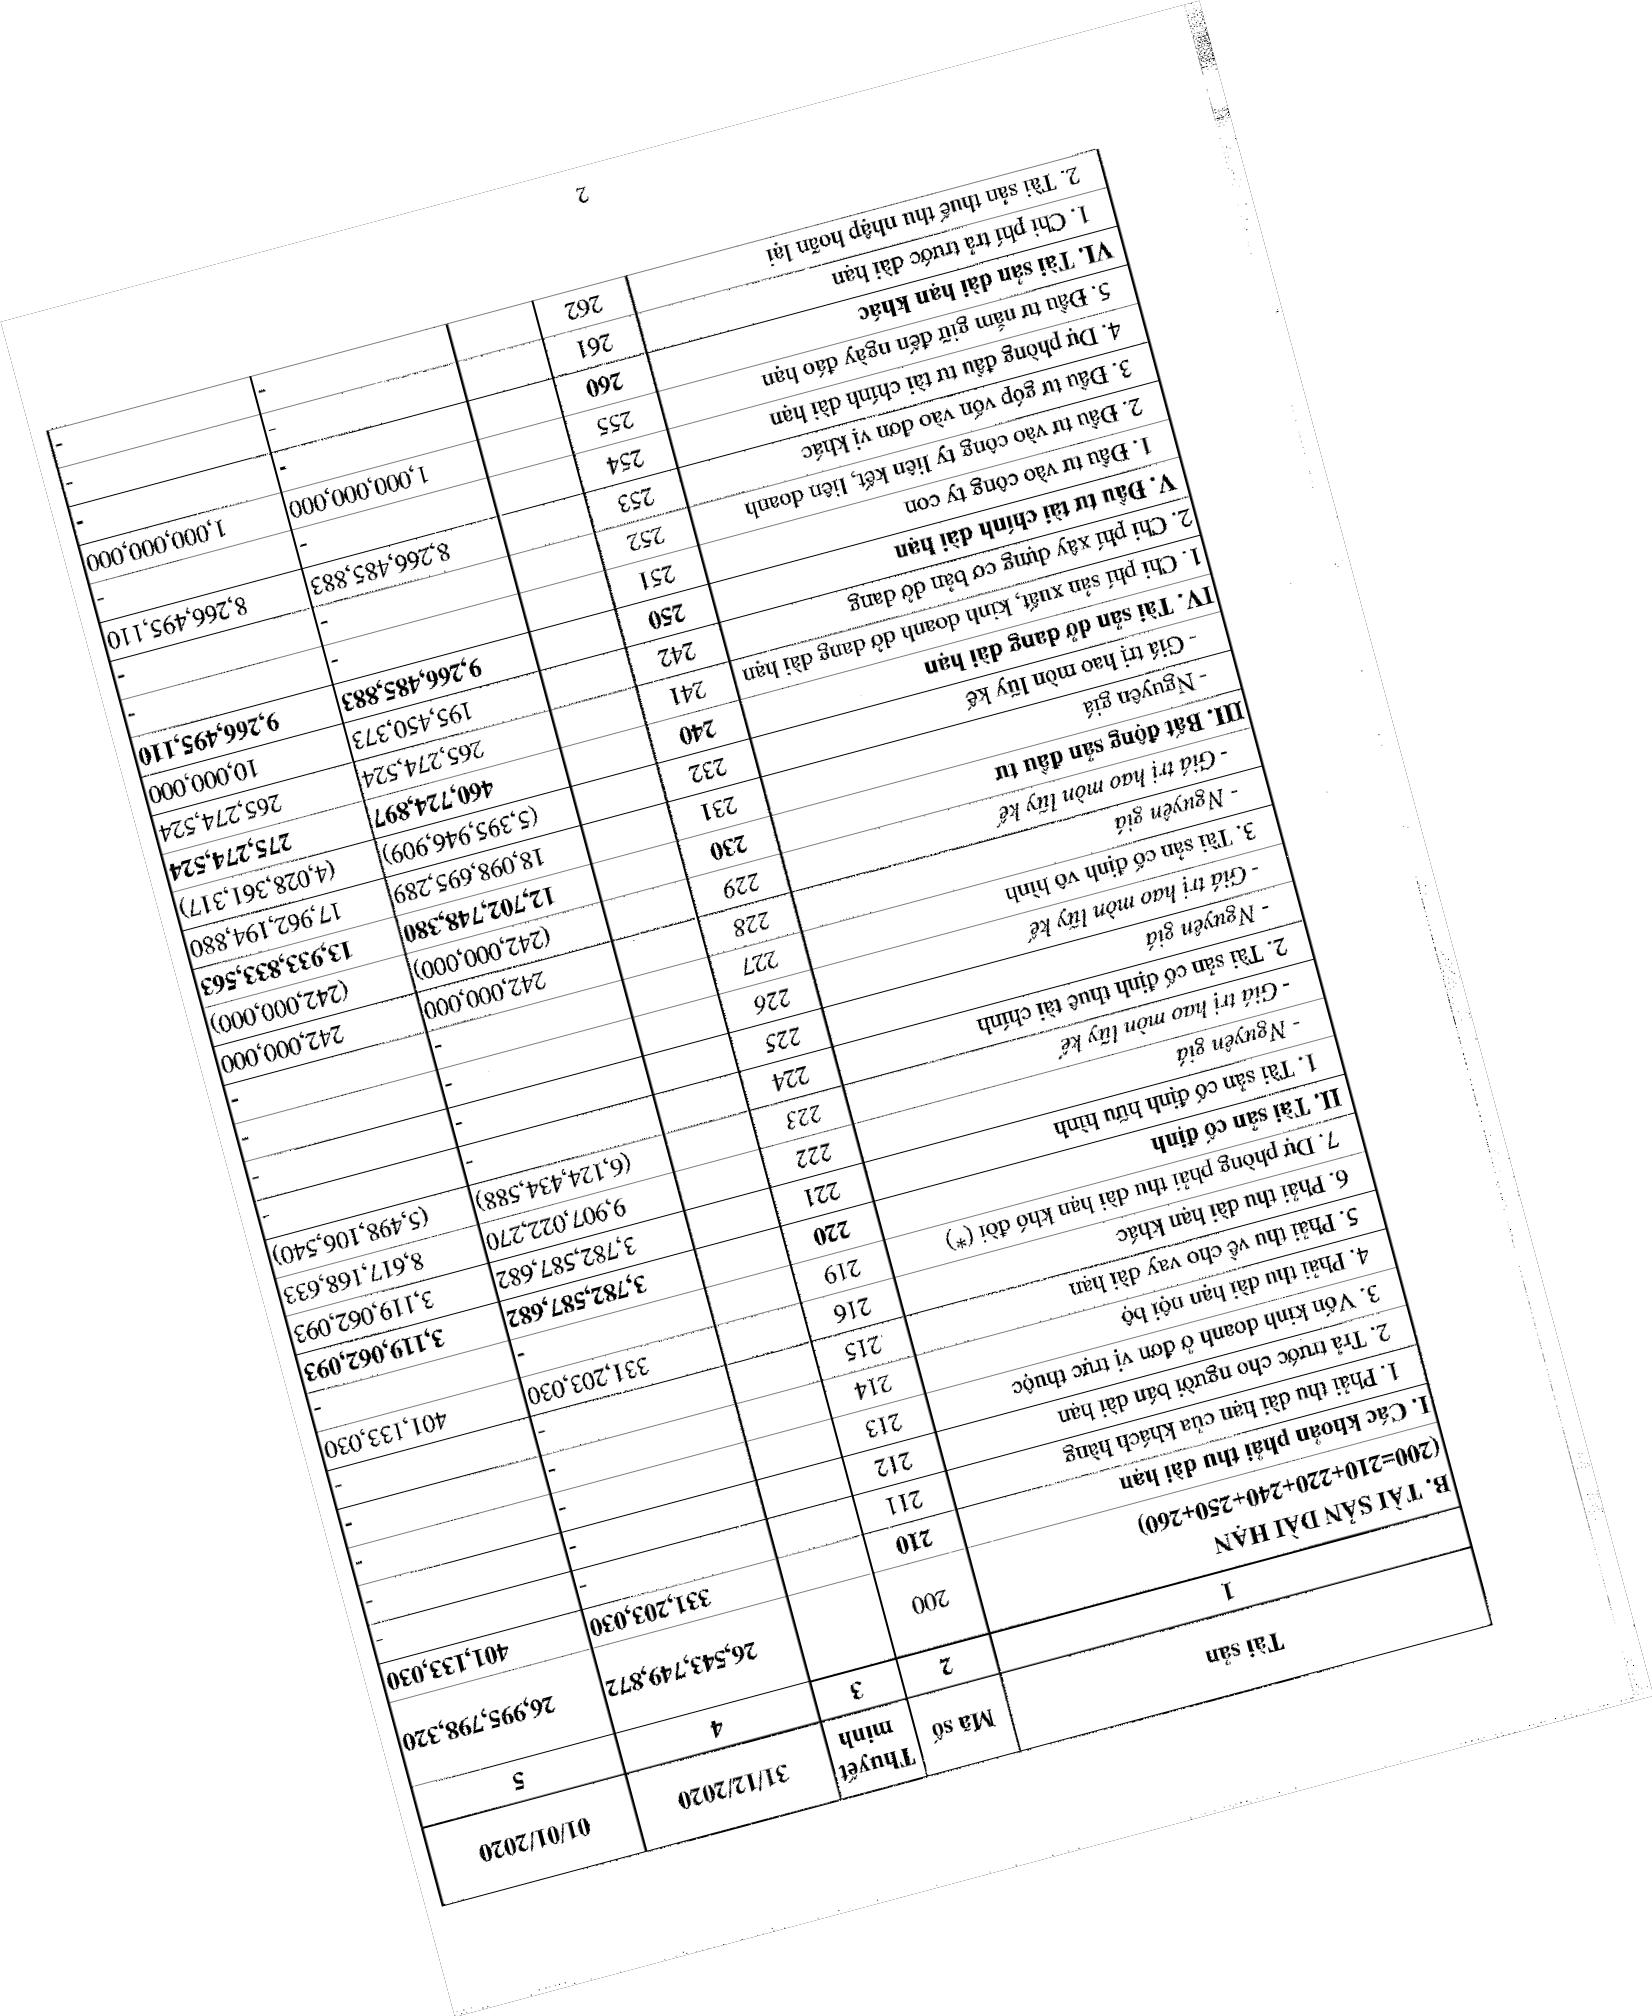 Tài sản Mã số Thuyết minh 31/12/2020 01/01/2020
1 2 3 4 5
B. TÀI SẢN DÀI HẠN
(200=210+220+240+250+260) 200 26,543,749,872 26,995,798,320
I. Các khoản phải thu dài hạn 210 331,203,030 401,133,030
1. Phải thu dài hạn của khách hàng 211 - -
2. Trả trước cho người bán dài hạn 212 - -
3. Vốn kinh doanh ở đơn vị trực thuộc 213 - -
4. Phải thu dài hạn nội bộ 214 - -
5. Phải thu về cho vay dài hạn 215 - -
6. Phải thu dài hạn khác 216 331,203,030 401,133,030
7. Dự phòng phải thu dài hạn khó đòi (*) 219 - -
II. Tài sản cố định 220 3,782,587,682 3,119,062,093
1. Tài sản cố định hữu hình 221 3,782,587,682 3,119,062,093
- Nguyên giá 222 9,907,022,270 8,617,168,633
- Giá trị hao mòn lũy kế 223 (6,124,434,588) (5,498,106,540)
2. Tài sản cố định thuê tài chính 224 - -
- Nguyên giá 225 - -
- Giá trị hao mòn lũy kế 226 - -
3. Tài sản cố định vô hình 227 - -
- Nguyên giá 228 242,000,000 242,000,000
- Giá trị hao mòn lũy kế 229 (242,000,000) (242,000,000)
III. Bất động sản đầu tư 230 12,702,748,380 13,933,833,563
- Nguyên giá 231 18,098,695,289 17,962,194,880
- Giá trị hao mòn lũy kế 232 (5,395,946,909) (4,028,361,317)
IV. Tài sản dở dang dài hạn 240 460,724,897 275,274,524
1. Chi phí sản xuất, kinh doanh dở dang dài hạn 241 265,274,524 265,274,524
2. Chi phí xây dựng cơ bản dở dang 242 195,450,373 10,000,000
V. Đầu tư tài chính dài hạn 250 9,266,485,883 9,266,495,110
1. Đầu tư vào công ty con 251 - -
2. Đầu tư vào công ty liên kết, liên doanh 252 - -
3. Đầu tư góp vốn vào đơn vị khác 253 8,266,485,883 8,266,495,110
4. Dự phòng đầu tư tài chính dài hạn 254 - -
5. Đầu tư nắm giữ đến ngày đáo hạn 255 1,000,000,000 1,000,000,000
VI. Tài sản dài hạn khác 260 - -
1. Chi phí trả trước dài hạn 261 - -
2. Tài sản thuế thu nhập hoãn lại 262 - -
2